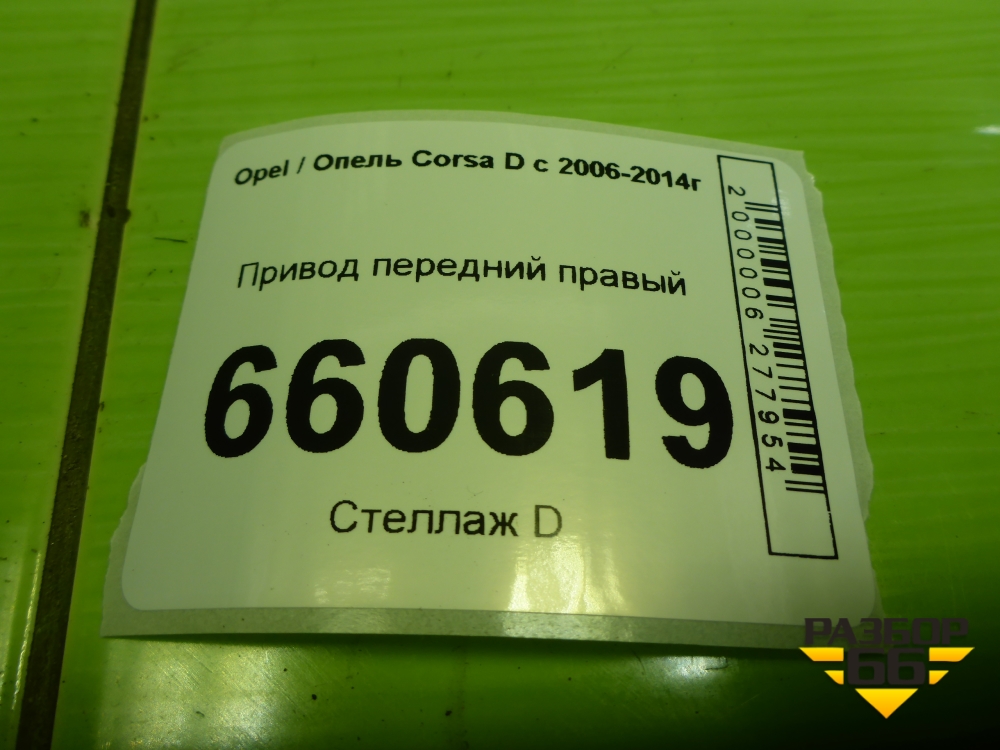 Opel / Опель Corsa D с 2006-2014г
Привод передний правый
660619
Стеллаж D
2000006277954
РАЗБОР
66